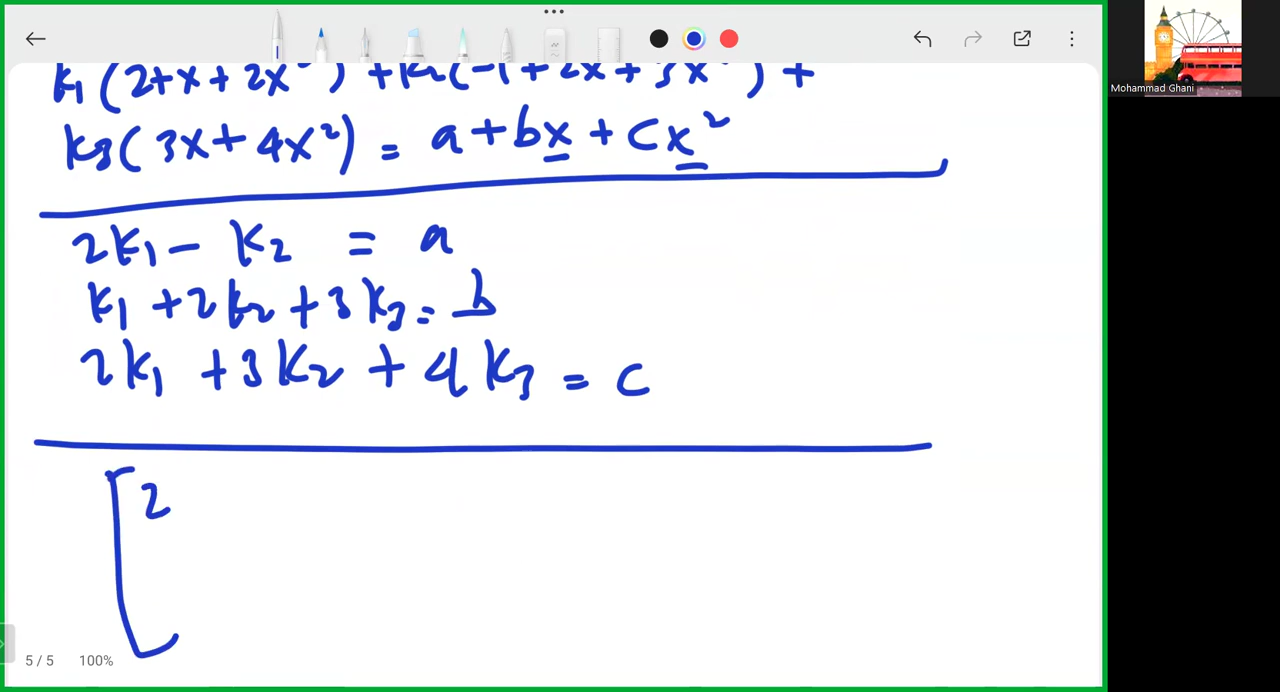 k₁(2+x+2x²)+k₂(-1+2x+3x²)+
k₃(3x+4x²) = a+bx+cx²
2k₁- k₂ = a
k₁+2k₂+3k₃=b
2k₁+3k₂+4k₃=c
[2
5 / 5 100%
Mohammad Ghani